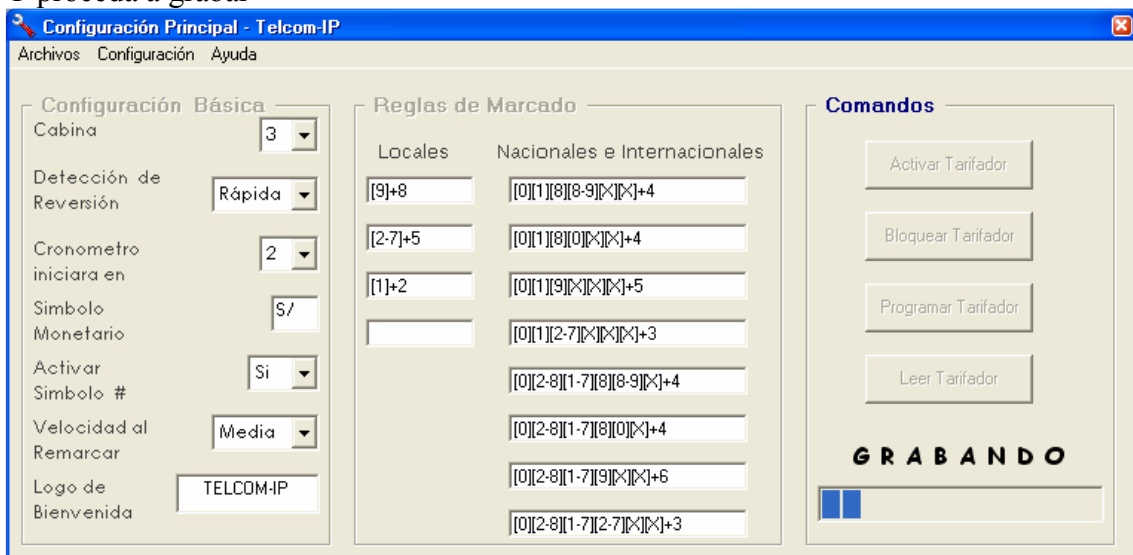 Y proceda a grabar
Configuración Principal - Telcom-IP
Archivos Configuración Ayuda
Configuración Básica
Cabina 3
Detección de
Reversión Rápida
Cronometro
iniciara en 2
Simbolo
Monetario S/
Activar
Simbolo # Si
Velocidad al
Remarcar Media
Logo de
Bienvenida TELCOM-IP
Reglas de Marcado
Locales Nacionales e Internacionales
[9]+8 [0][1][8][8-9][X][X]+4
[2-7]+5 [0][1][8][0][X][X]+4
[1]+2 [0][1][9][X][X][X]+5
[0][1][2-7][X][X][X]+3
[0][2-8][1-7][8][8-9][X]+4
[0][2-8][1-7][8][0][X]+4
[0][2-8][1-7][9][X][X]+6
[0][2-8][1-7][2-7][X][X]+3
Comandos
Activar Tarifador
Bloquear Tarifador
Programar Tarifador
Leer Tarifador
GRABANDO